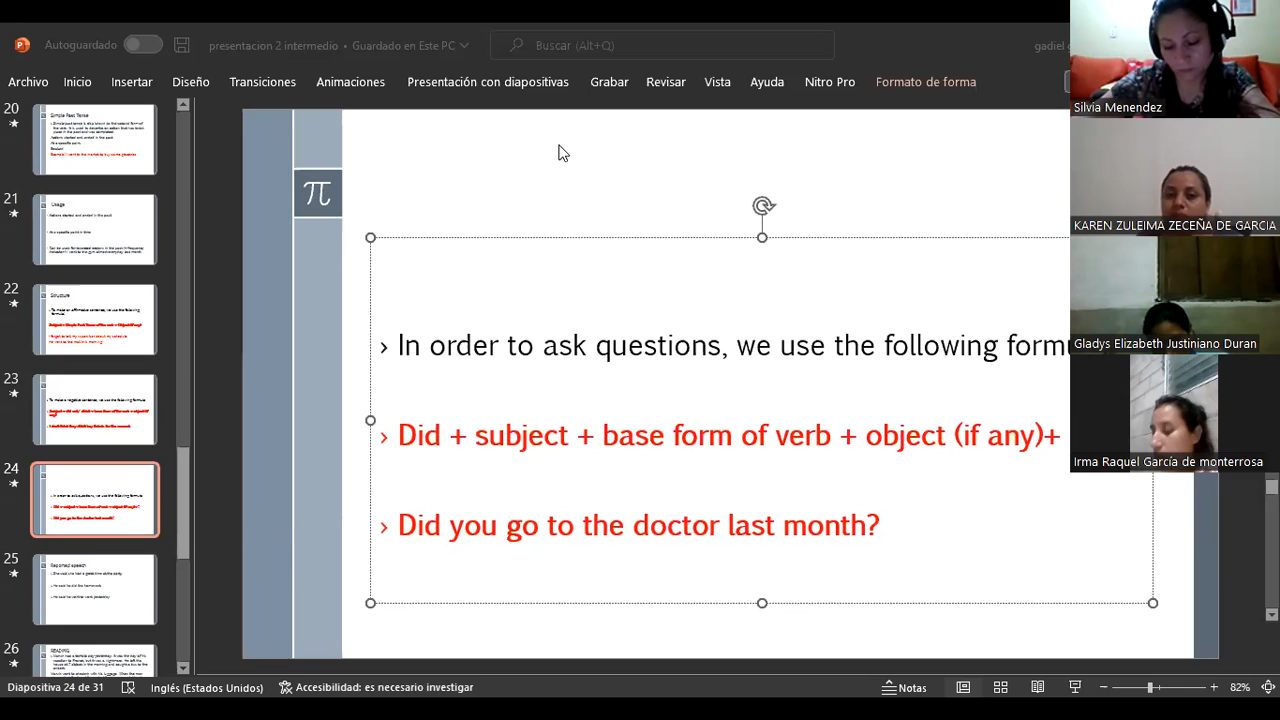 Autoguardado
presentacion 2 intermedio • Guardado en Este PC
Buscar (Alt+Q)
gadiel
Archivo Inicio Insertar Diseño Transiciones Animaciones Presentación con diapositivas Grabar Revisar Vista Ayuda Nitro Pro Formato de forma
Silvia Menendez
KAREN ZULEIMA ZECEÑA DE GARCIA
Gladys Elizabeth Justiniano Duran
Irma Raquel García de monterrosa
20
Simple Past Tense
21
Usage
22
Structure
23
24
25
Reported speech
26
READING
π
› In order to ask questions, we use the following
› Did + subject + base form of verb + object (if any)+
› Did you go to the doctor last month?
Diapositiva 24 de 31 Inglés (Estados Unidos) Accesibilidad: es necesario investigar Notas 82%